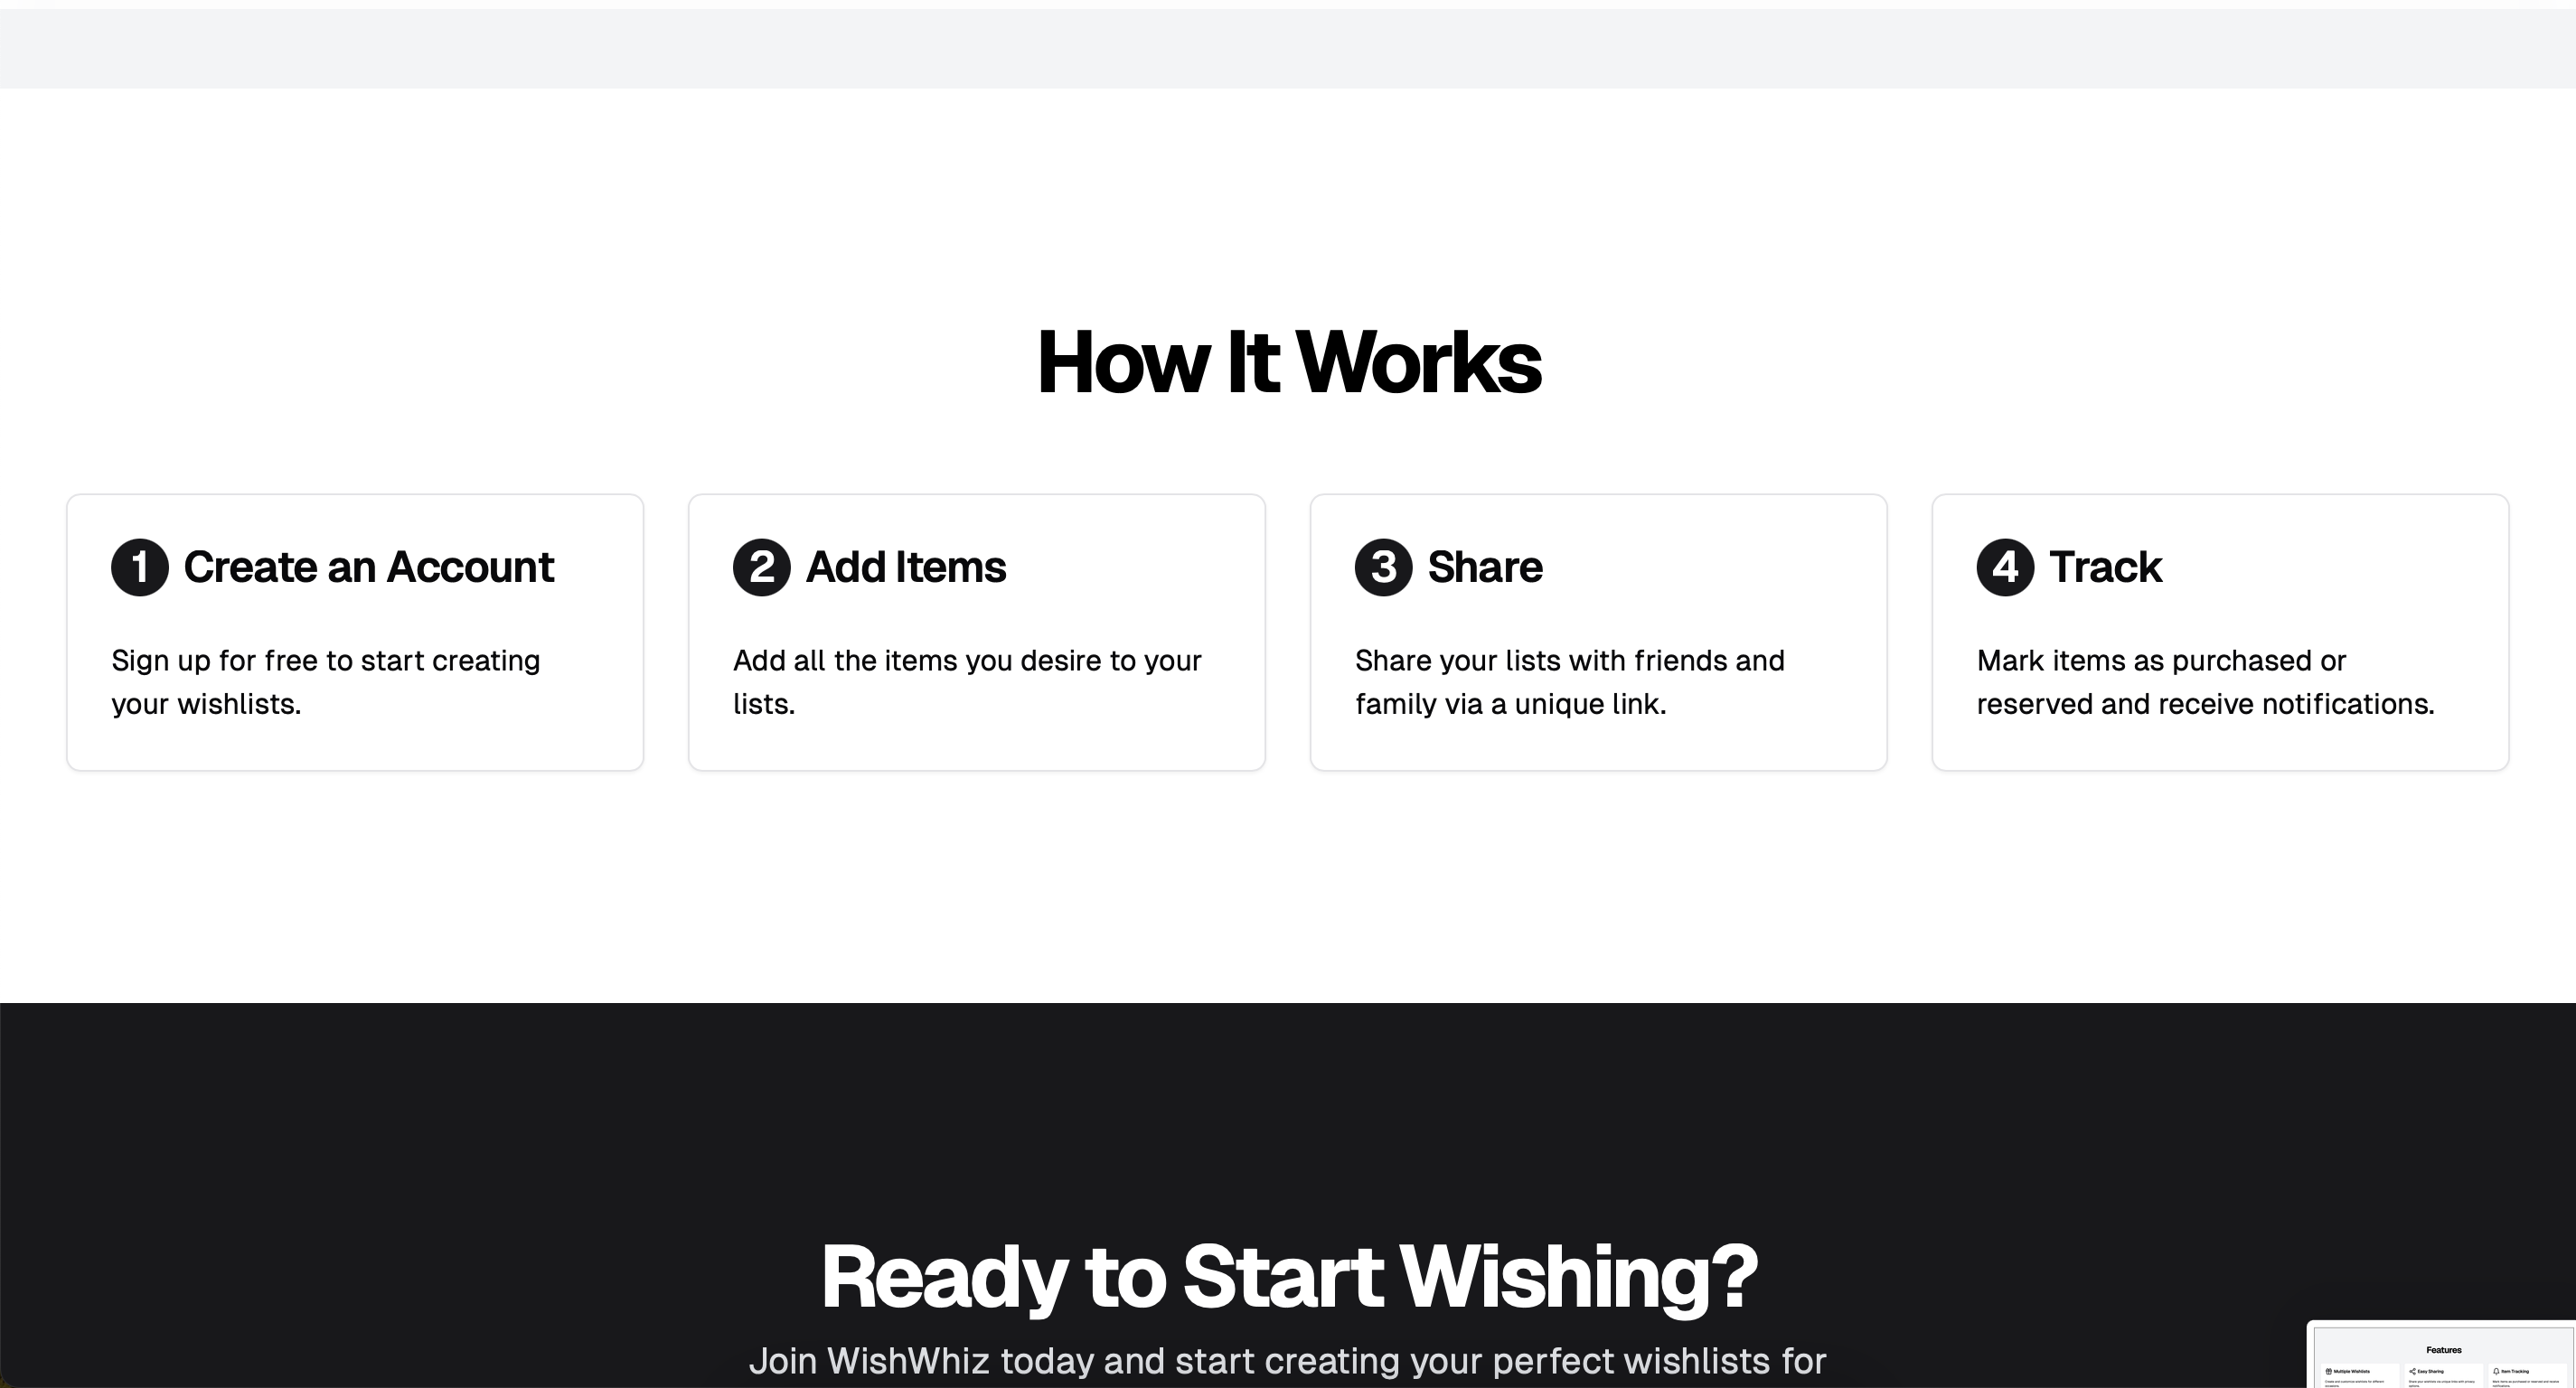 How It Works
1 Create an Account
Sign up for free to start creating
your wishlists.
2 Add Items
Add all the items you desire to your
lists.
3 Share
Share your lists with friends and
family via a unique link.
4 Track
Mark items as purchased or
reserved and receive notifications.
Ready to Start Wishing?
Join WishWhiz today and start creating your perfect wishlists for
Features
Multiple Wishlists
Easy Sharing
Item Tracking